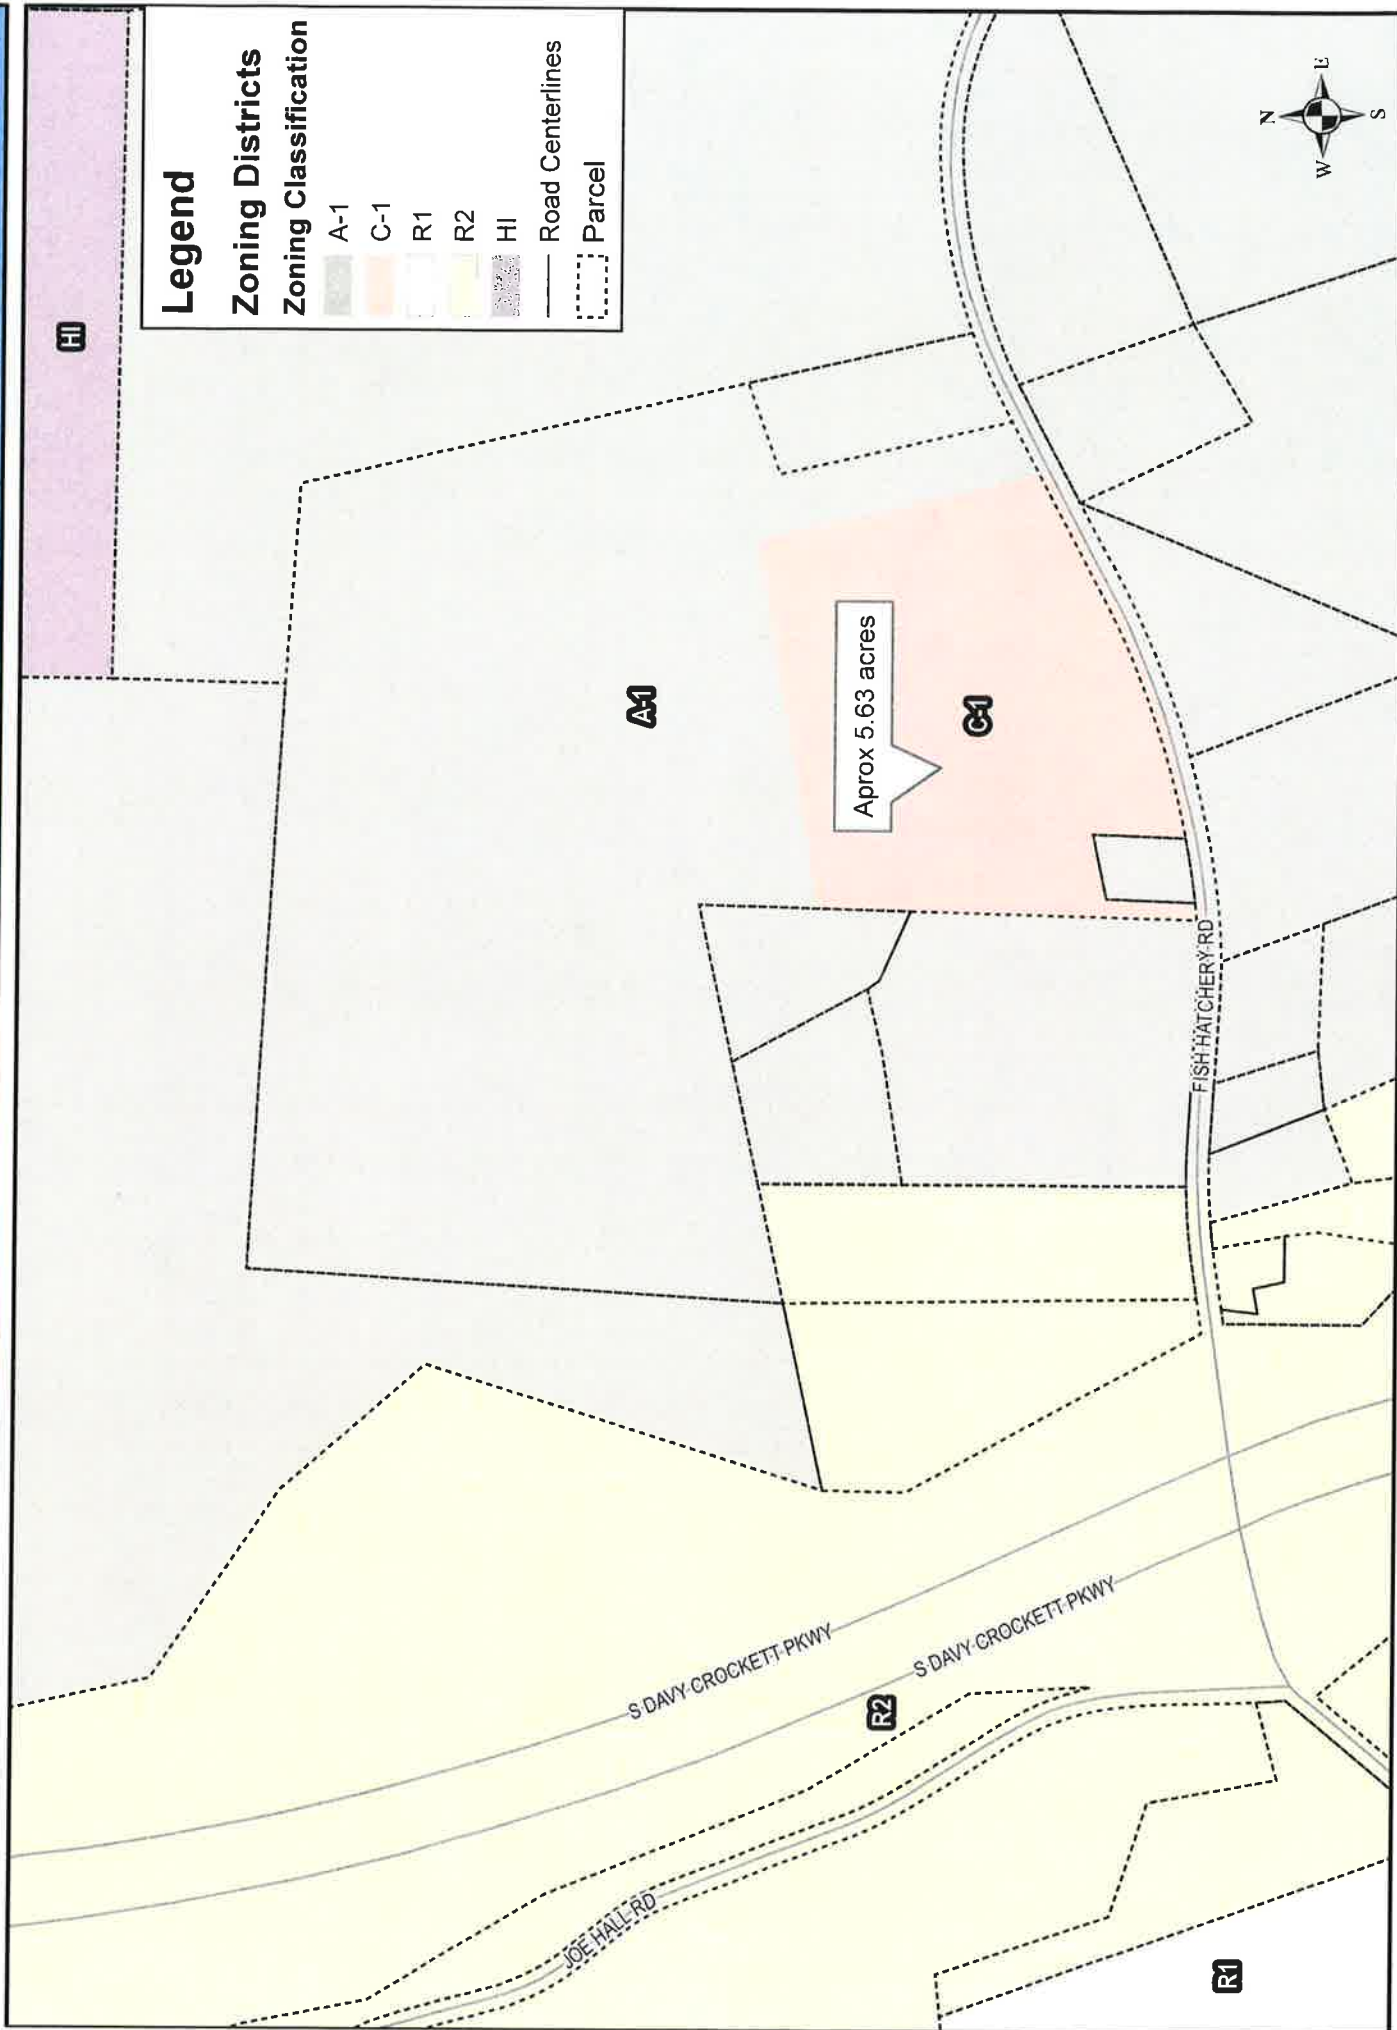 Legend
Zoning Districts
Zoning Classification
A-1
C-1
R1
R2
HI
Road Centerlines
Parcel
HI
A-1
Aprox 5.63 acres
C-1
FISH HATCHERY RD
S DAVY CROCKETT PKWY
S DAVY CROCKETT PKWY
R2
JOE HALL RD
R1
N
W
E
S